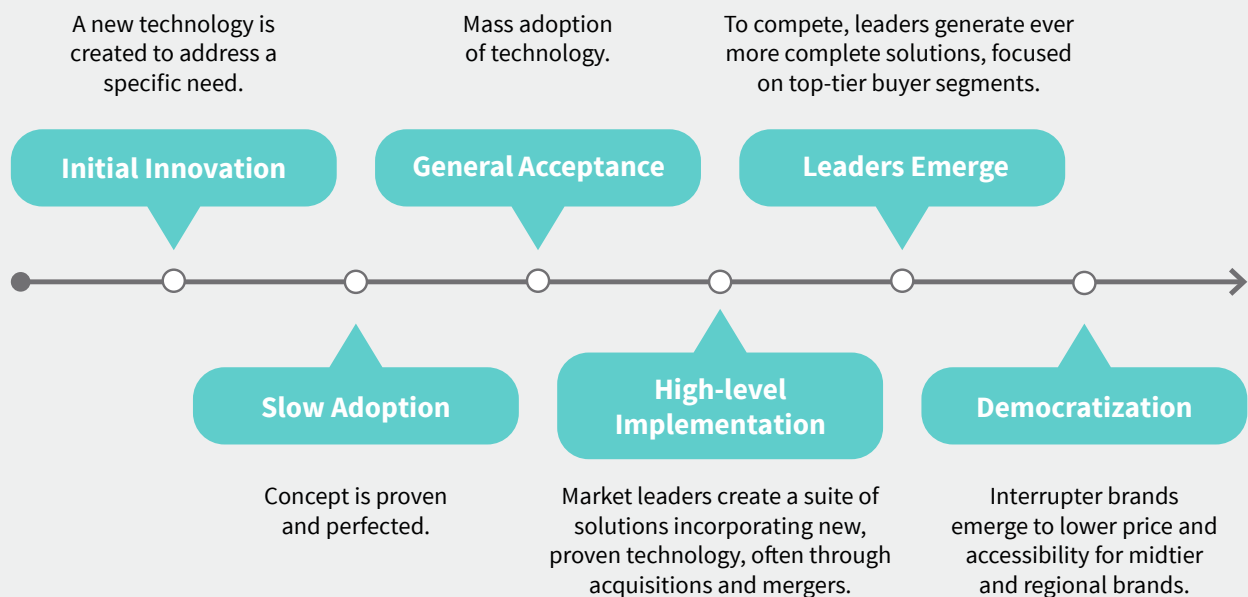 A new technology is
created to address a
specific need.
Initial Innovation
Slow Adoption
Concept is proven
and perfected.
Mass adoption
of technology.
General Acceptance
High-level
Implementation
Market leaders create a suite of
solutions incorporating new,
proven technology, often through
acquisitions and mergers.
To compete, leaders generate ever
more complete solutions, focused
on top-tier buyer segments.
Leaders Emerge
Democratization
Interrupter brands
emerge to lower price and
accessibility for midtier
and regional brands.